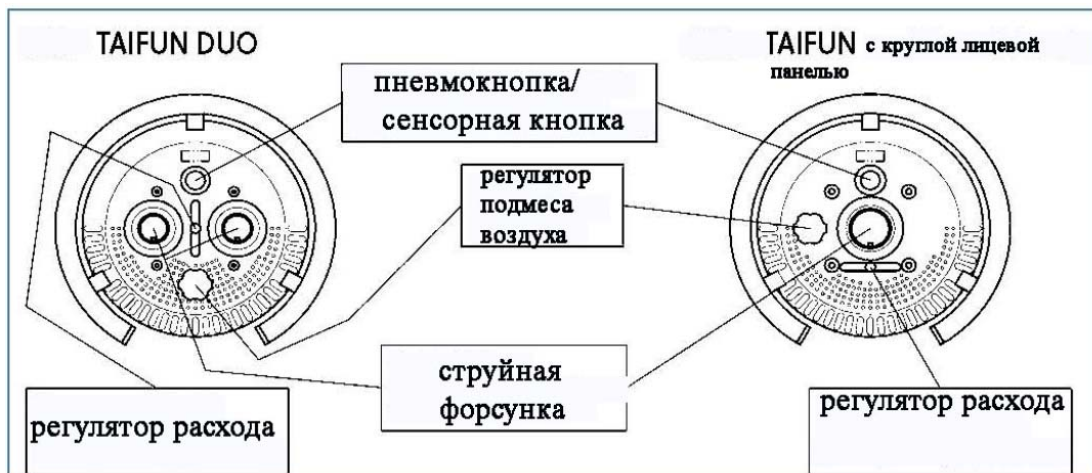 TAIFUN DUO
TAIFUN с круглой лицевой
панелью
пневмокнопка/
сенсорная кнопка
регулятор
подмеса
воздуха
струйная
форсунка
регулятор расхода
регулятор расхода